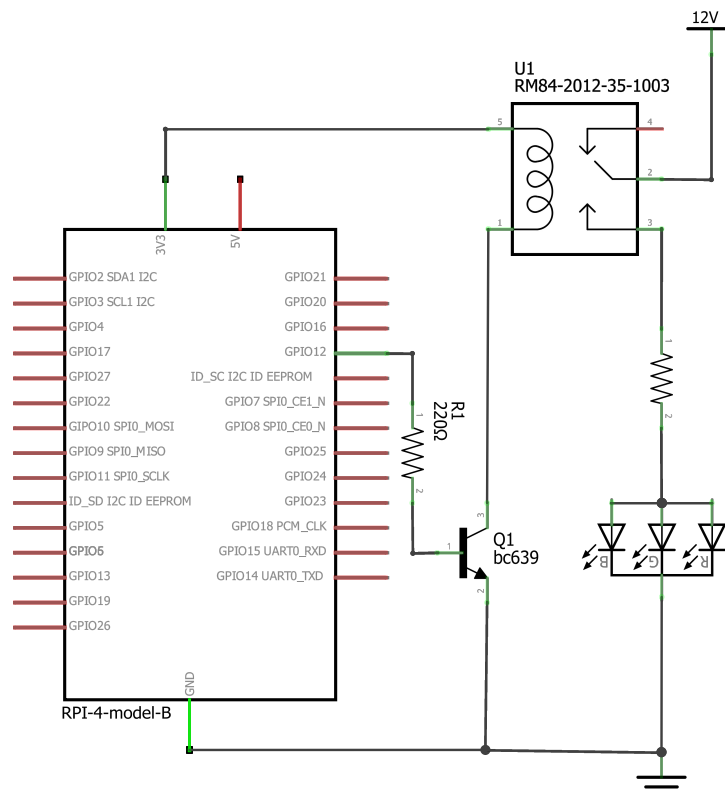 12V
U1
RM84-2012-35-1003
5
4
2
1
3
3V3
5V
GPIO2 SDA1 I2C
GPIO21
GPIO3 SCL1 I2C
GPIO20
GPIO4
GPIO16
GPIO17
GPIO12
GPIO27
ID_SC I2C ID EEPROM
GPIO22
GPIO7 SPI0_CE1_N
GIPO10 SPI0_MOSI
GPIO8 SPI0_CE0_N
GPIO9 SPI0_MISO
GPIO25
GPIO11 SPI0_SCLK
GPIO24
ID_SD I2C ID EEPROM
GPIO23
GPIO5
GPIO18 PCM_CLK
GPIO6
GPIO15 UART0_RXD
GPIO13
GPIO14 UART0_TXD
GPIO19
GPIO26
GND
RPI-4-model-B
1
R1
220Ω
2
1
2
3
1
Q1
bc639
2
B
G
R